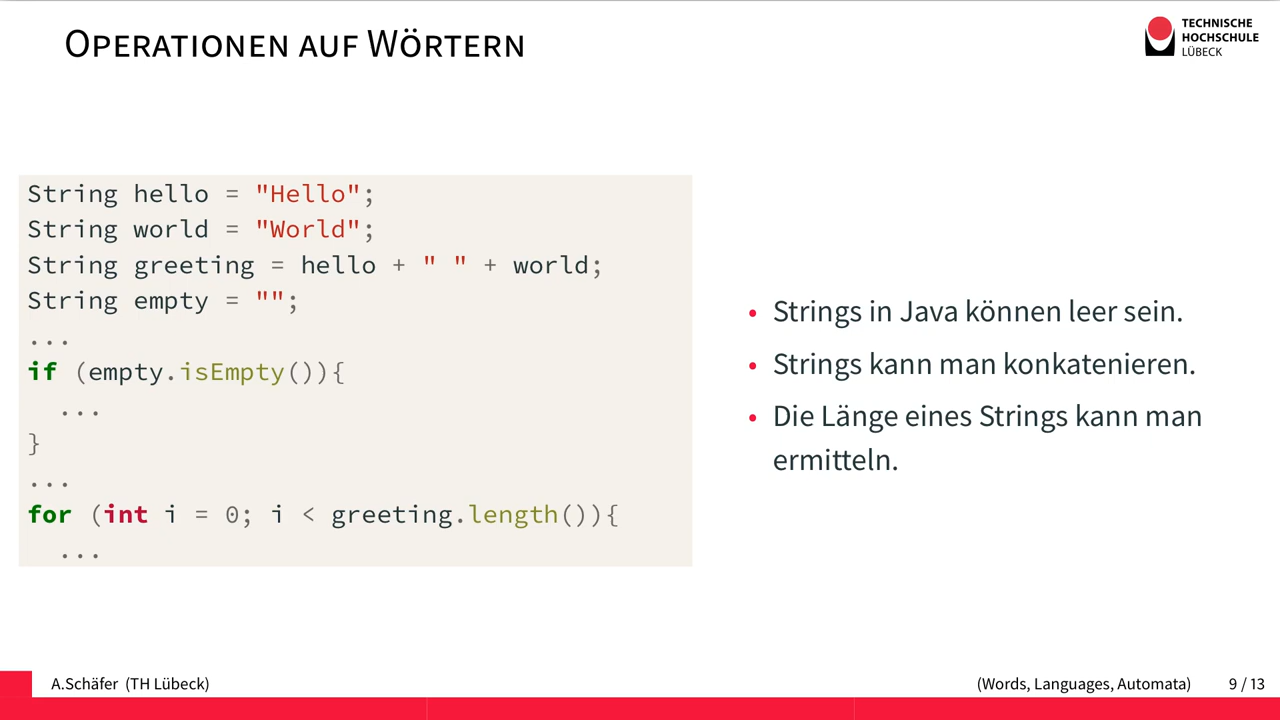 Operationen auf Wörtern
TECHNISCHE
HOCHSCHULE
LÜBECK
String hello = "Hello";
String world = "World";
String greeting = hello + " " + world;
String empty = "";
...
if (empty.isEmpty()){
  ...
}
...
for (int i = 0; i < greeting.length()){
  ...
• Strings in Java können leer sein.
• Strings kann man konkatenieren.
• Die Länge eines Strings kann man
ermitteln.
A.Schäfer (TH Lübeck)
(Words, Languages, Automata)
9 / 13